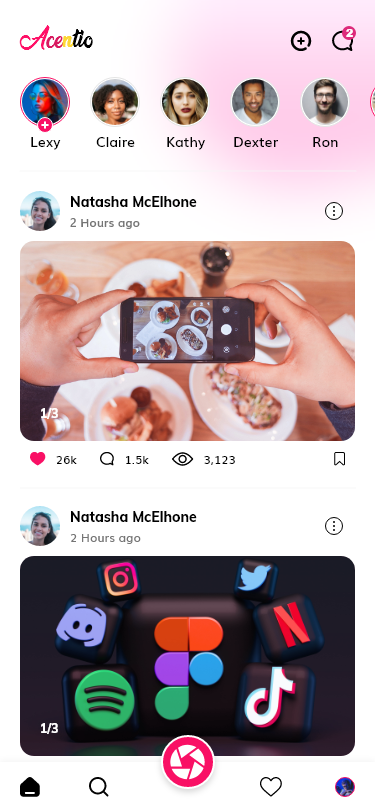 Acentio
2
Lexy
Claire
Kathy
Dexter
Ron
Natasha McElhone
2 Hours ago
1/3
26k
1.5k
3,123
Natasha McElhone
2 Hours ago
1/3